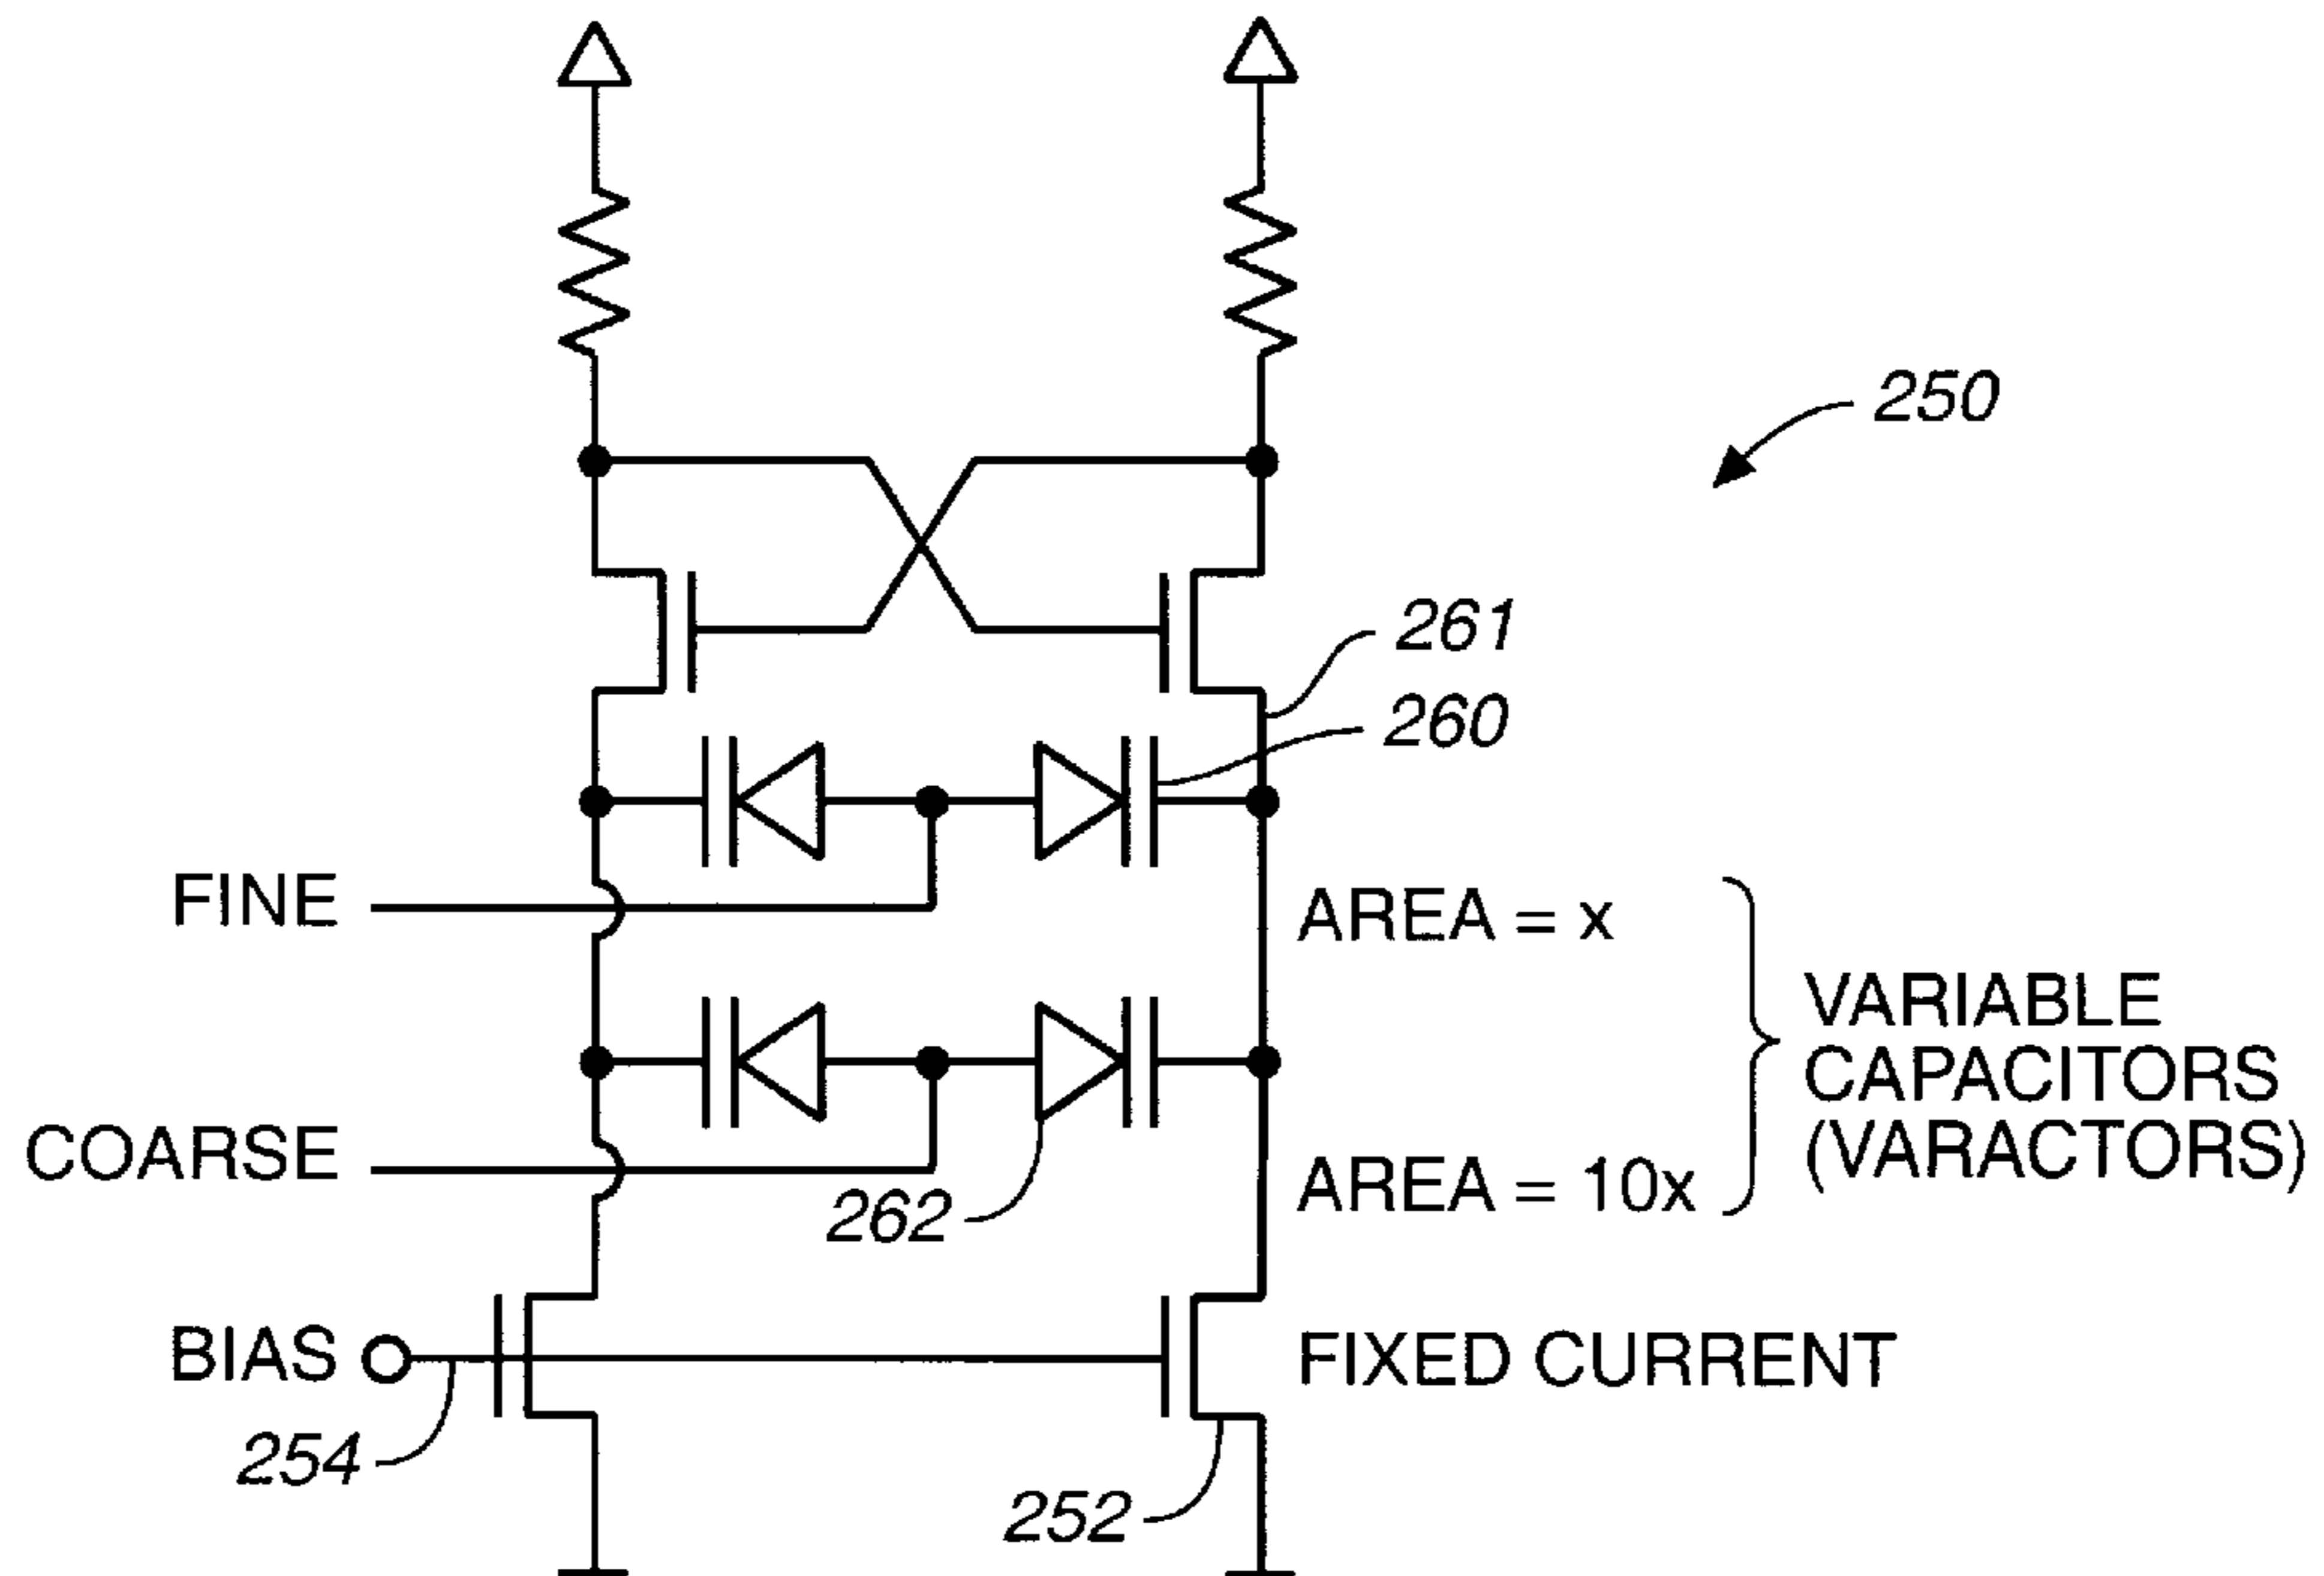 250
261
260
FINE
AREA = x
VARIABLE
CAPACITORS
(VARACTORS)
COARSE
262
AREA = 10x
BIAS
FIXED CURRENT
254
252